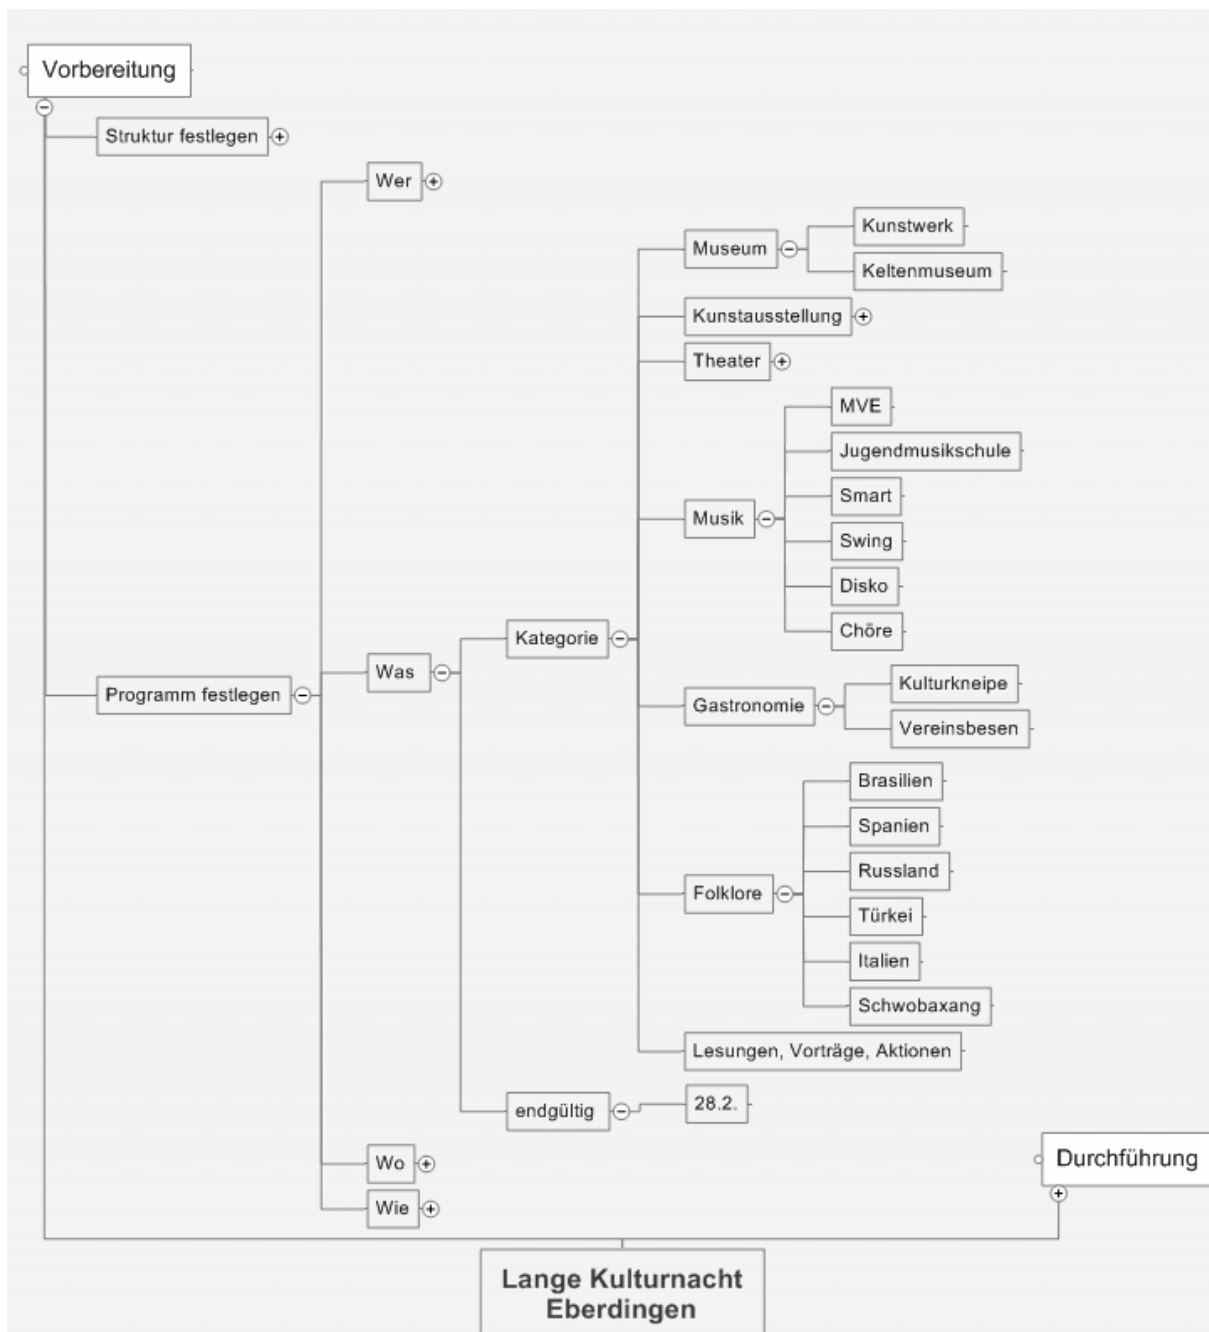 Vorbereitung
Struktur festlegen
Wer
Museum
Kunstwerk
Keltenmuseum
Kunstausstellung
Theater
Musik
MVE
Jugendmusikschule
Smart
Swing
Disko
Chöre
Programm festlegen
Was
Kategorie
Gastronomie
Kulturkneipe
Vereinsbesen
Folklore
Brasilien
Spanien
Russland
Türkei
Italien
Schwobaxang
Lesungen, Vorträge, Aktionen
endgültig
28.2.
Wo
Wie
Durchführung
Lange Kulturnacht
Eberdingen